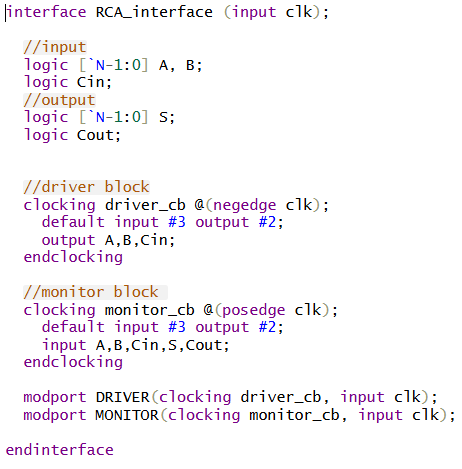 interface RCA_interface (input clk);
//input
logic [`N-1:0] A, B;
logic Cin;
//output
logic [`N-1:0] S;
logic Cout;
//driver block
clocking driver_cb @(negedge clk);
default input #3 output #2;
output A,B,Cin;
endclocking
//monitor block
clocking monitor_cb @(posedge clk);
default input #3 output #2;
input A,B,Cin,S,Cout;
endclocking
modport DRIVER(clocking driver_cb, input clk);
modport MONITOR(clocking monitor_cb, input clk);
endinterface